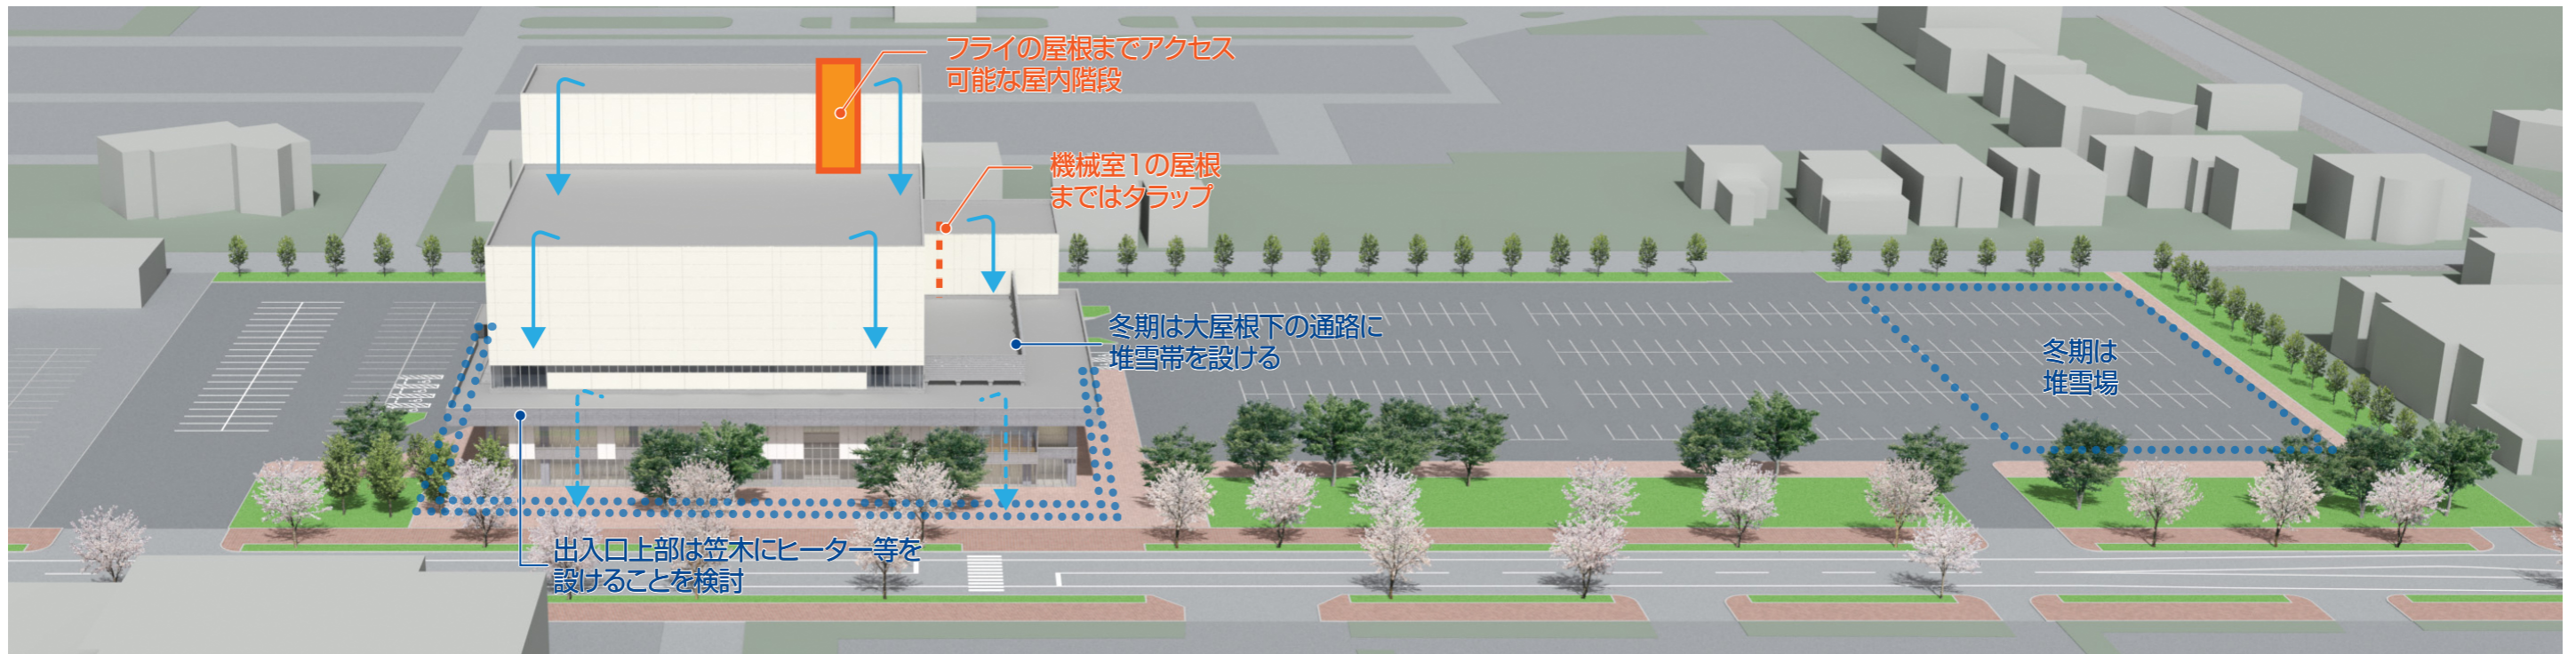 フライの屋根までアクセス
可能な屋内階段
機械室1の屋根
まではタラップ
冬期は大屋根下の通路に
堆雪帯を設ける
冬期は
堆雪場
出入口上部は笠木にヒーター等を
設けることを検討